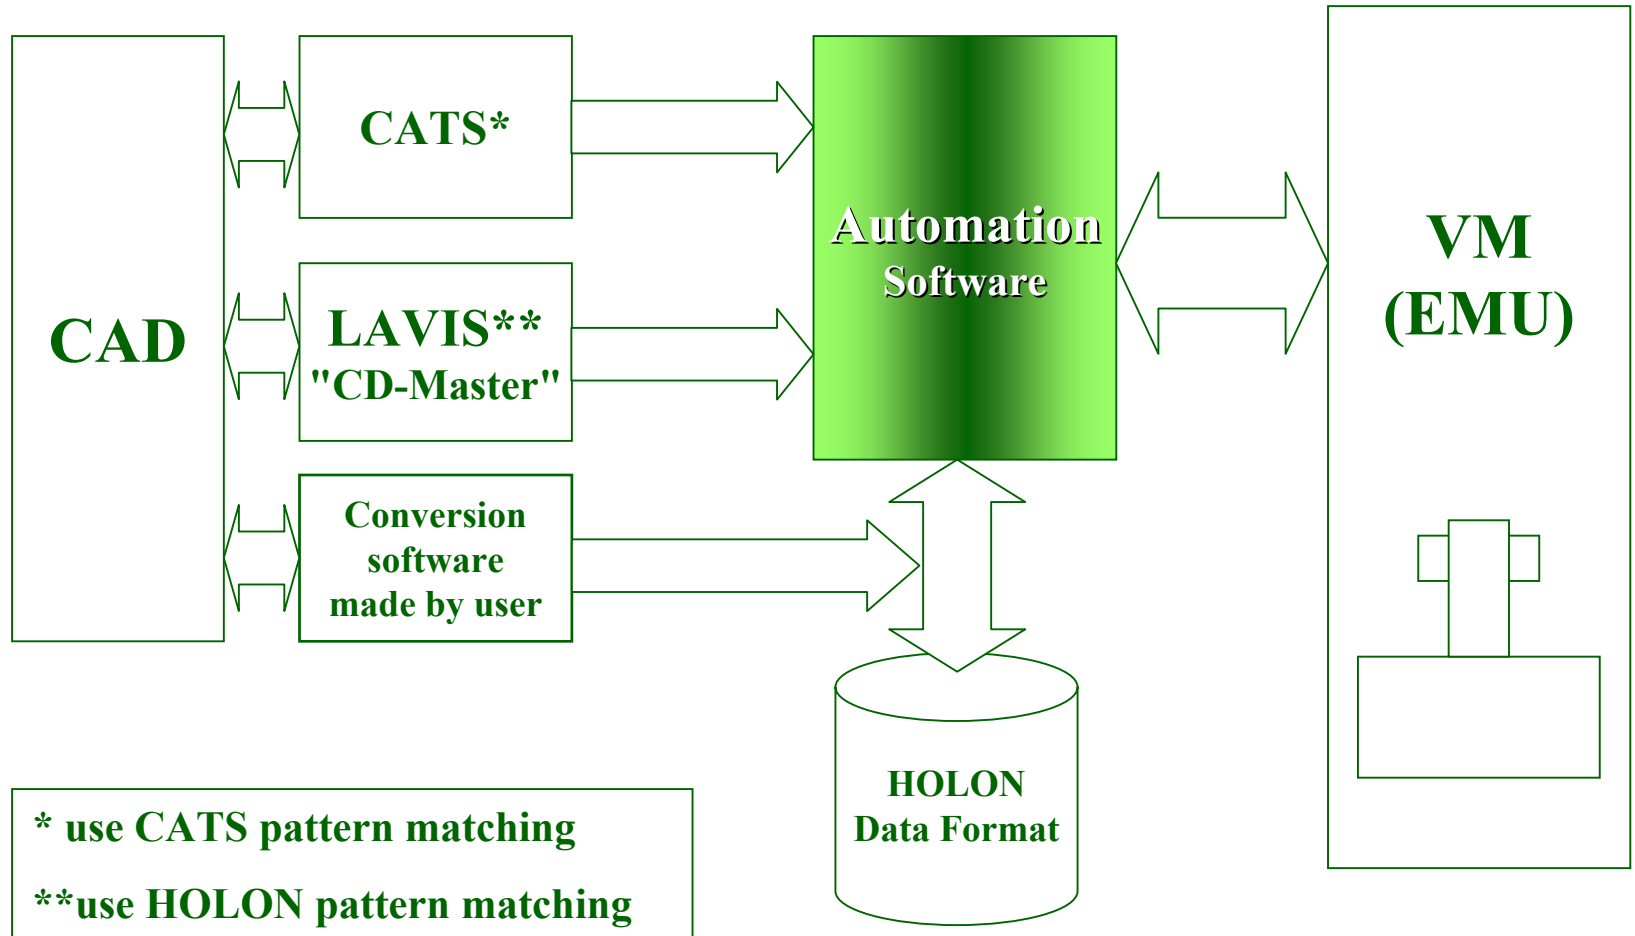 CAD
CATS*
LAVIS**
"CD-Master"
Conversion
software
made by user
Automation
Software
VM
(EMU)
HOLON
Data Format
* use CATS pattern matching
**use HOLON pattern matching